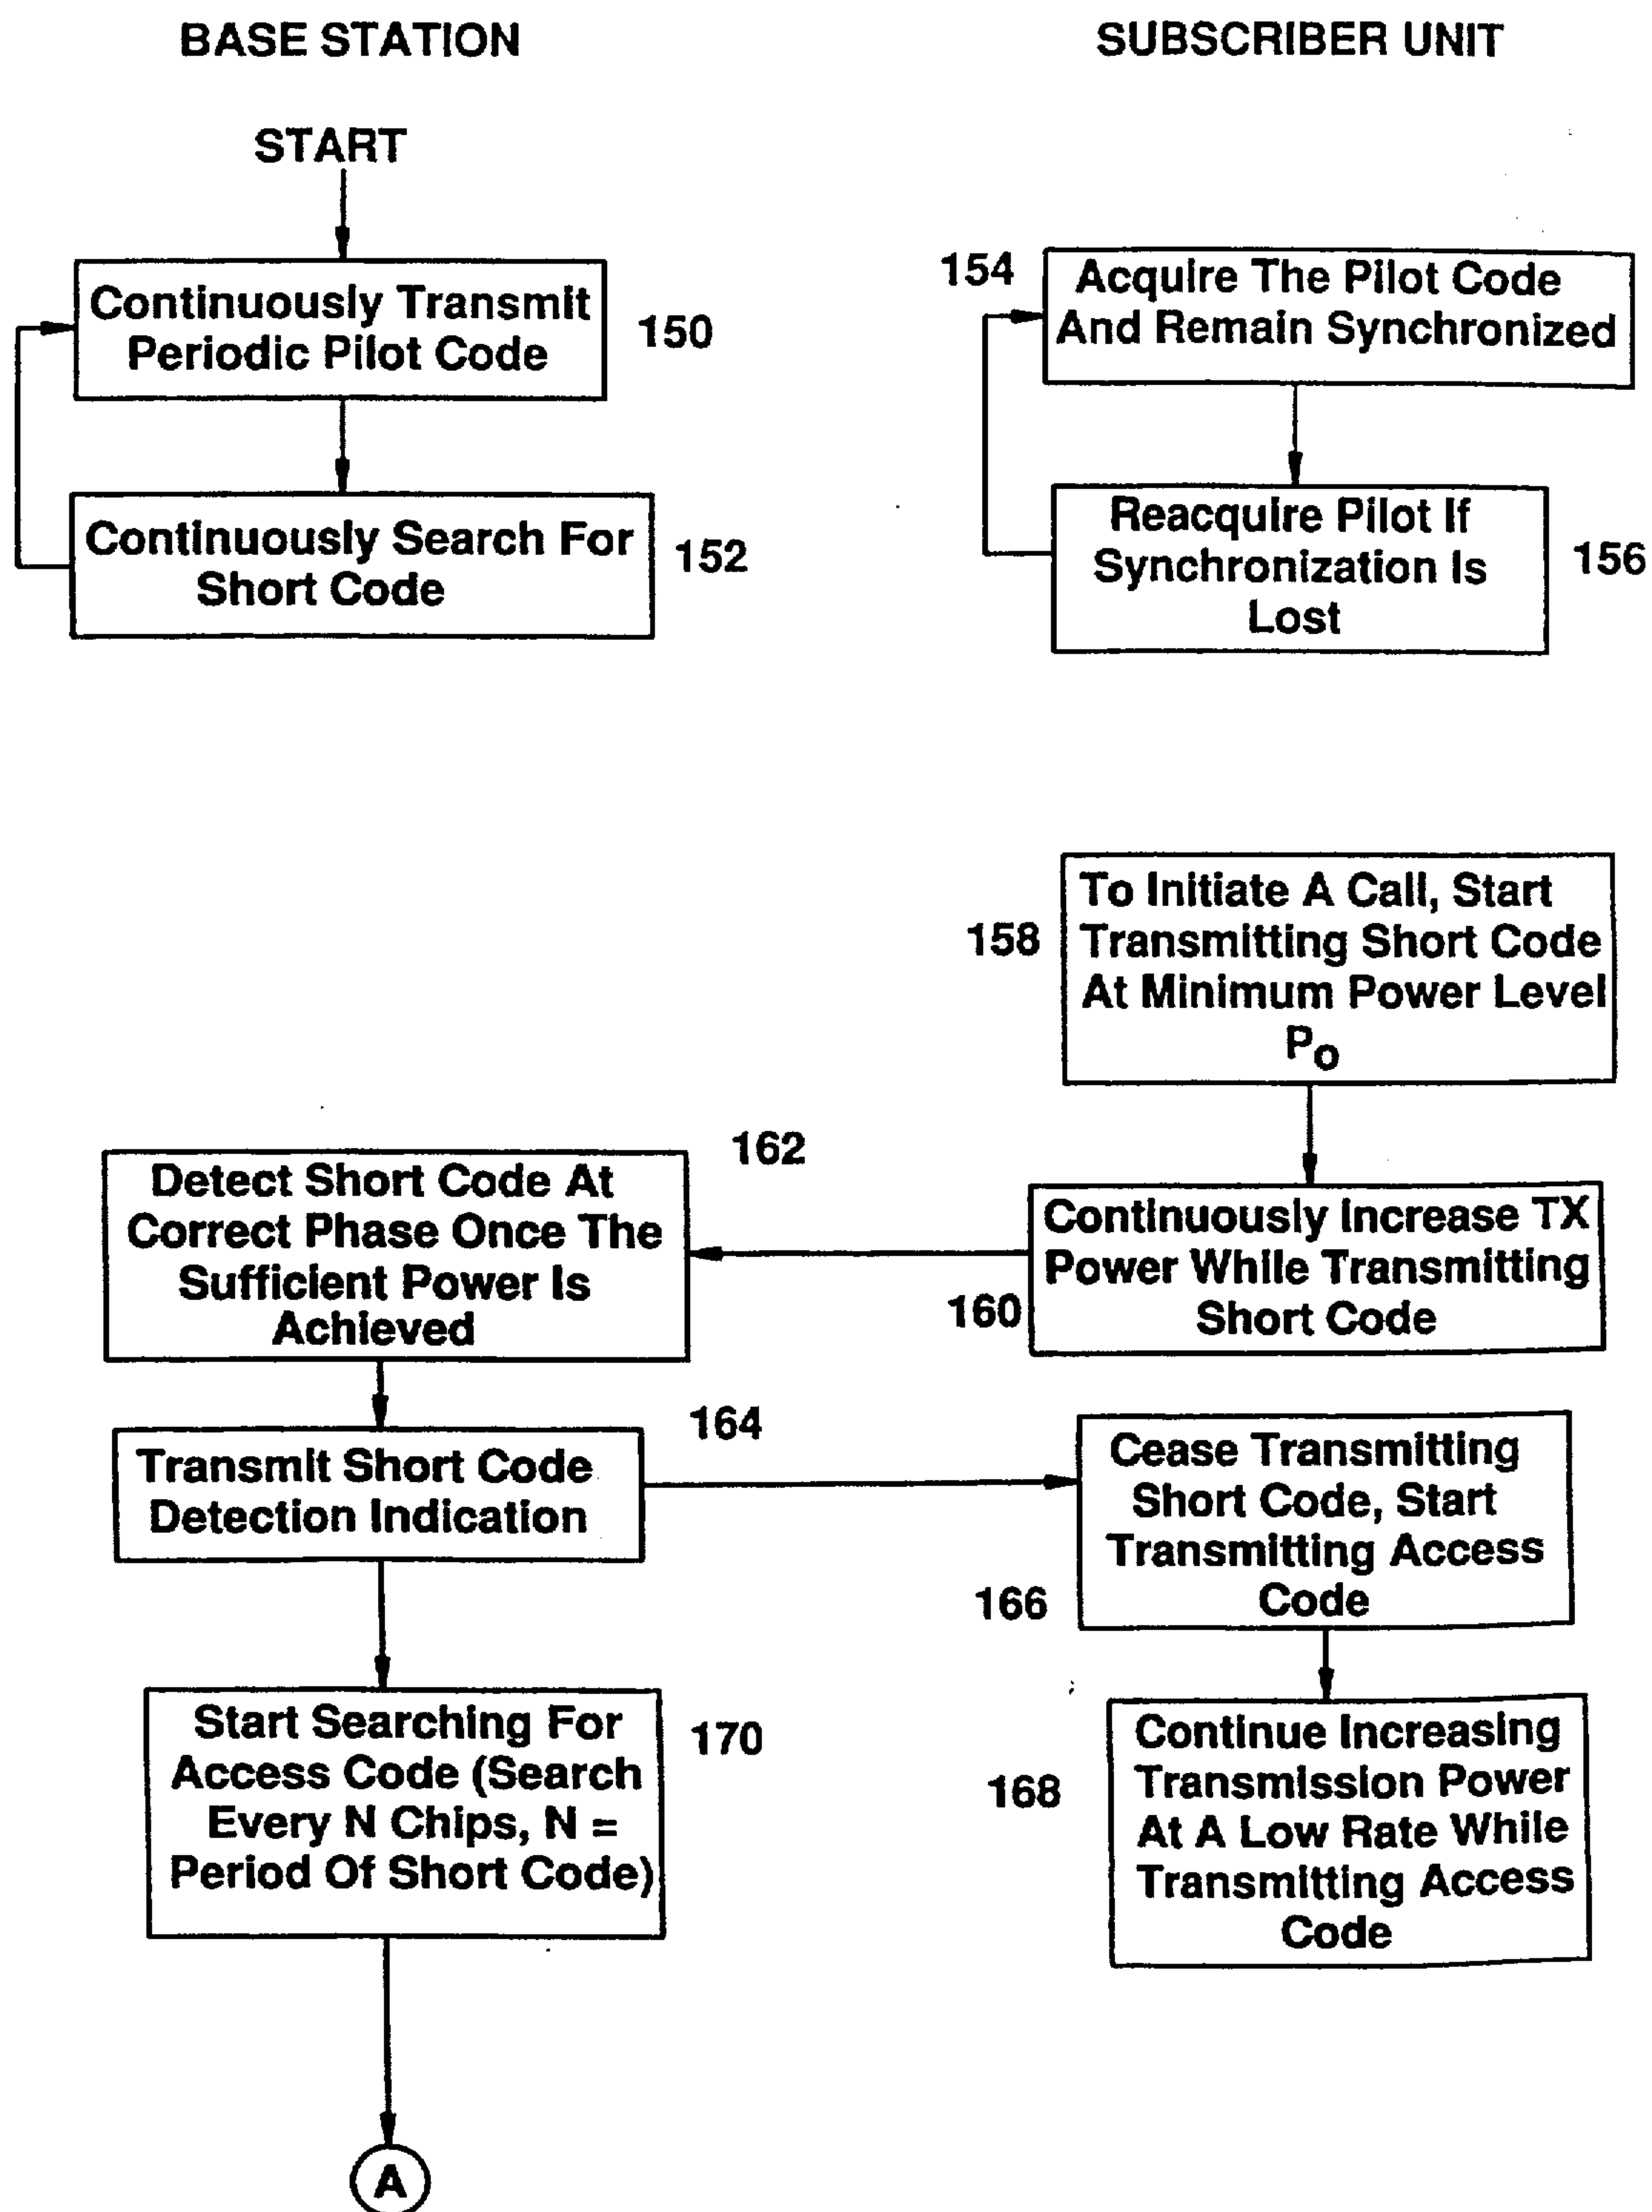 BASE STATION
SUBSCRIBER UNIT
START
Continuously Transmit
Periodic Pilot Code
150
154
Acquire The Pilot Code
And Remain Synchronized
Continuously Search For
Short Code
152
Reacquire Pilot If
Synchronization Is
Lost
156
158
To Initiate A Call, Start
Transmitting Short Code
At Minimum Power Level
Po
162
Detect Short Code At
Correct Phase Once The
Sufficient Power Is
Achieved
Continuously Increase TX
Power While Transmitting
Short Code
160
164
Transmit Short Code
Detection Indication
Cease Transmitting
Short Code, Start
Transmitting Access
Code
166
Start Searching For
Access Code (Search
Every N Chips, N =
Period Of Short Code)
170
168
Continue Increasing
Transmission Power
At A Low Rate While
Transmitting Access
Code
A